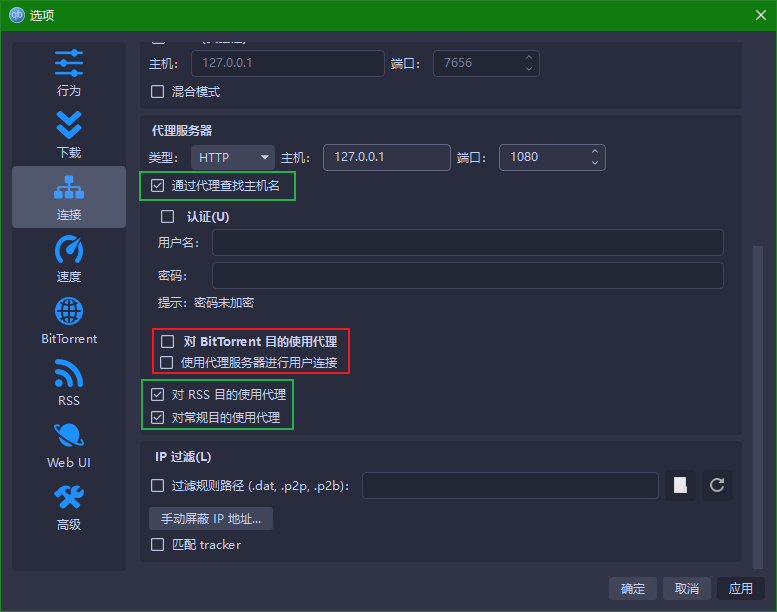 qb 选项
行为
下载
连接
速度
BitTorrent
RSS
Web UI
高级
主机: 127.0.0.1 端口: 7656
混合模式
代理服务器
类型: HTTP 主机: 127.0.0.1 端口: 1080
通过代理查找主机名
认证(U)
用户名:
密码:
提示: 密码未加密
对 BitTorrent 目的使用代理
使用代理服务器进行用户连接
对 RSS 目的使用代理
对常规目的使用代理
IP 过滤(L)
过滤规则路径 (.dat, .p2p, .p2b):
手动屏蔽 IP 地址...
匹配 tracker
确定 取消 应用